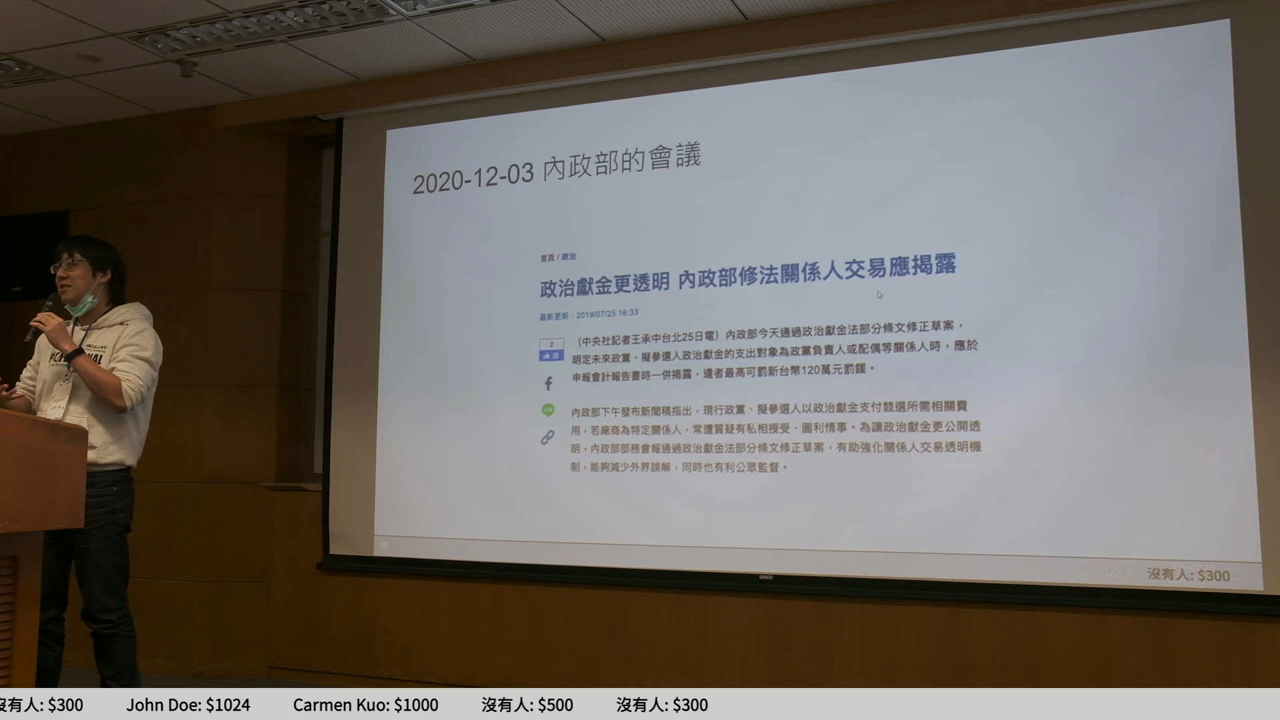 2020-12-03 內政部的會議
首頁 / 政治
政治獻金更透明 內政部修法關係人交易應揭露
最新更新：2019/07/25 16:33
（中央社記者王承中台北25日電）內政部今天通過政治獻金法部分條文修正草案，
明定未來政黨、擬參選人政治獻金的支出對象為政黨負責人或配偶等關係人時，應於
申報會計報告書時一併揭露，違者最高可罰新台幣120萬元罰鍰。
2
內政部下午發布新聞稿指出，現行政黨、擬參選人以政治獻金支付競選所需相關費
用，若廠商為特定關係人，常遭質疑有私相授受、圖利情事。為讓政治獻金更公開透
明，內政部部務會報通過政治獻金法部分條文修正草案，有助強化關係人交易透明機
制，能夠減少外界誤解，同時也有利公眾監督。
沒有人: $300
沒有人: $300 John Doe: $1024 Carmen Kuo: $1000 沒有人: $500 沒有人: $300